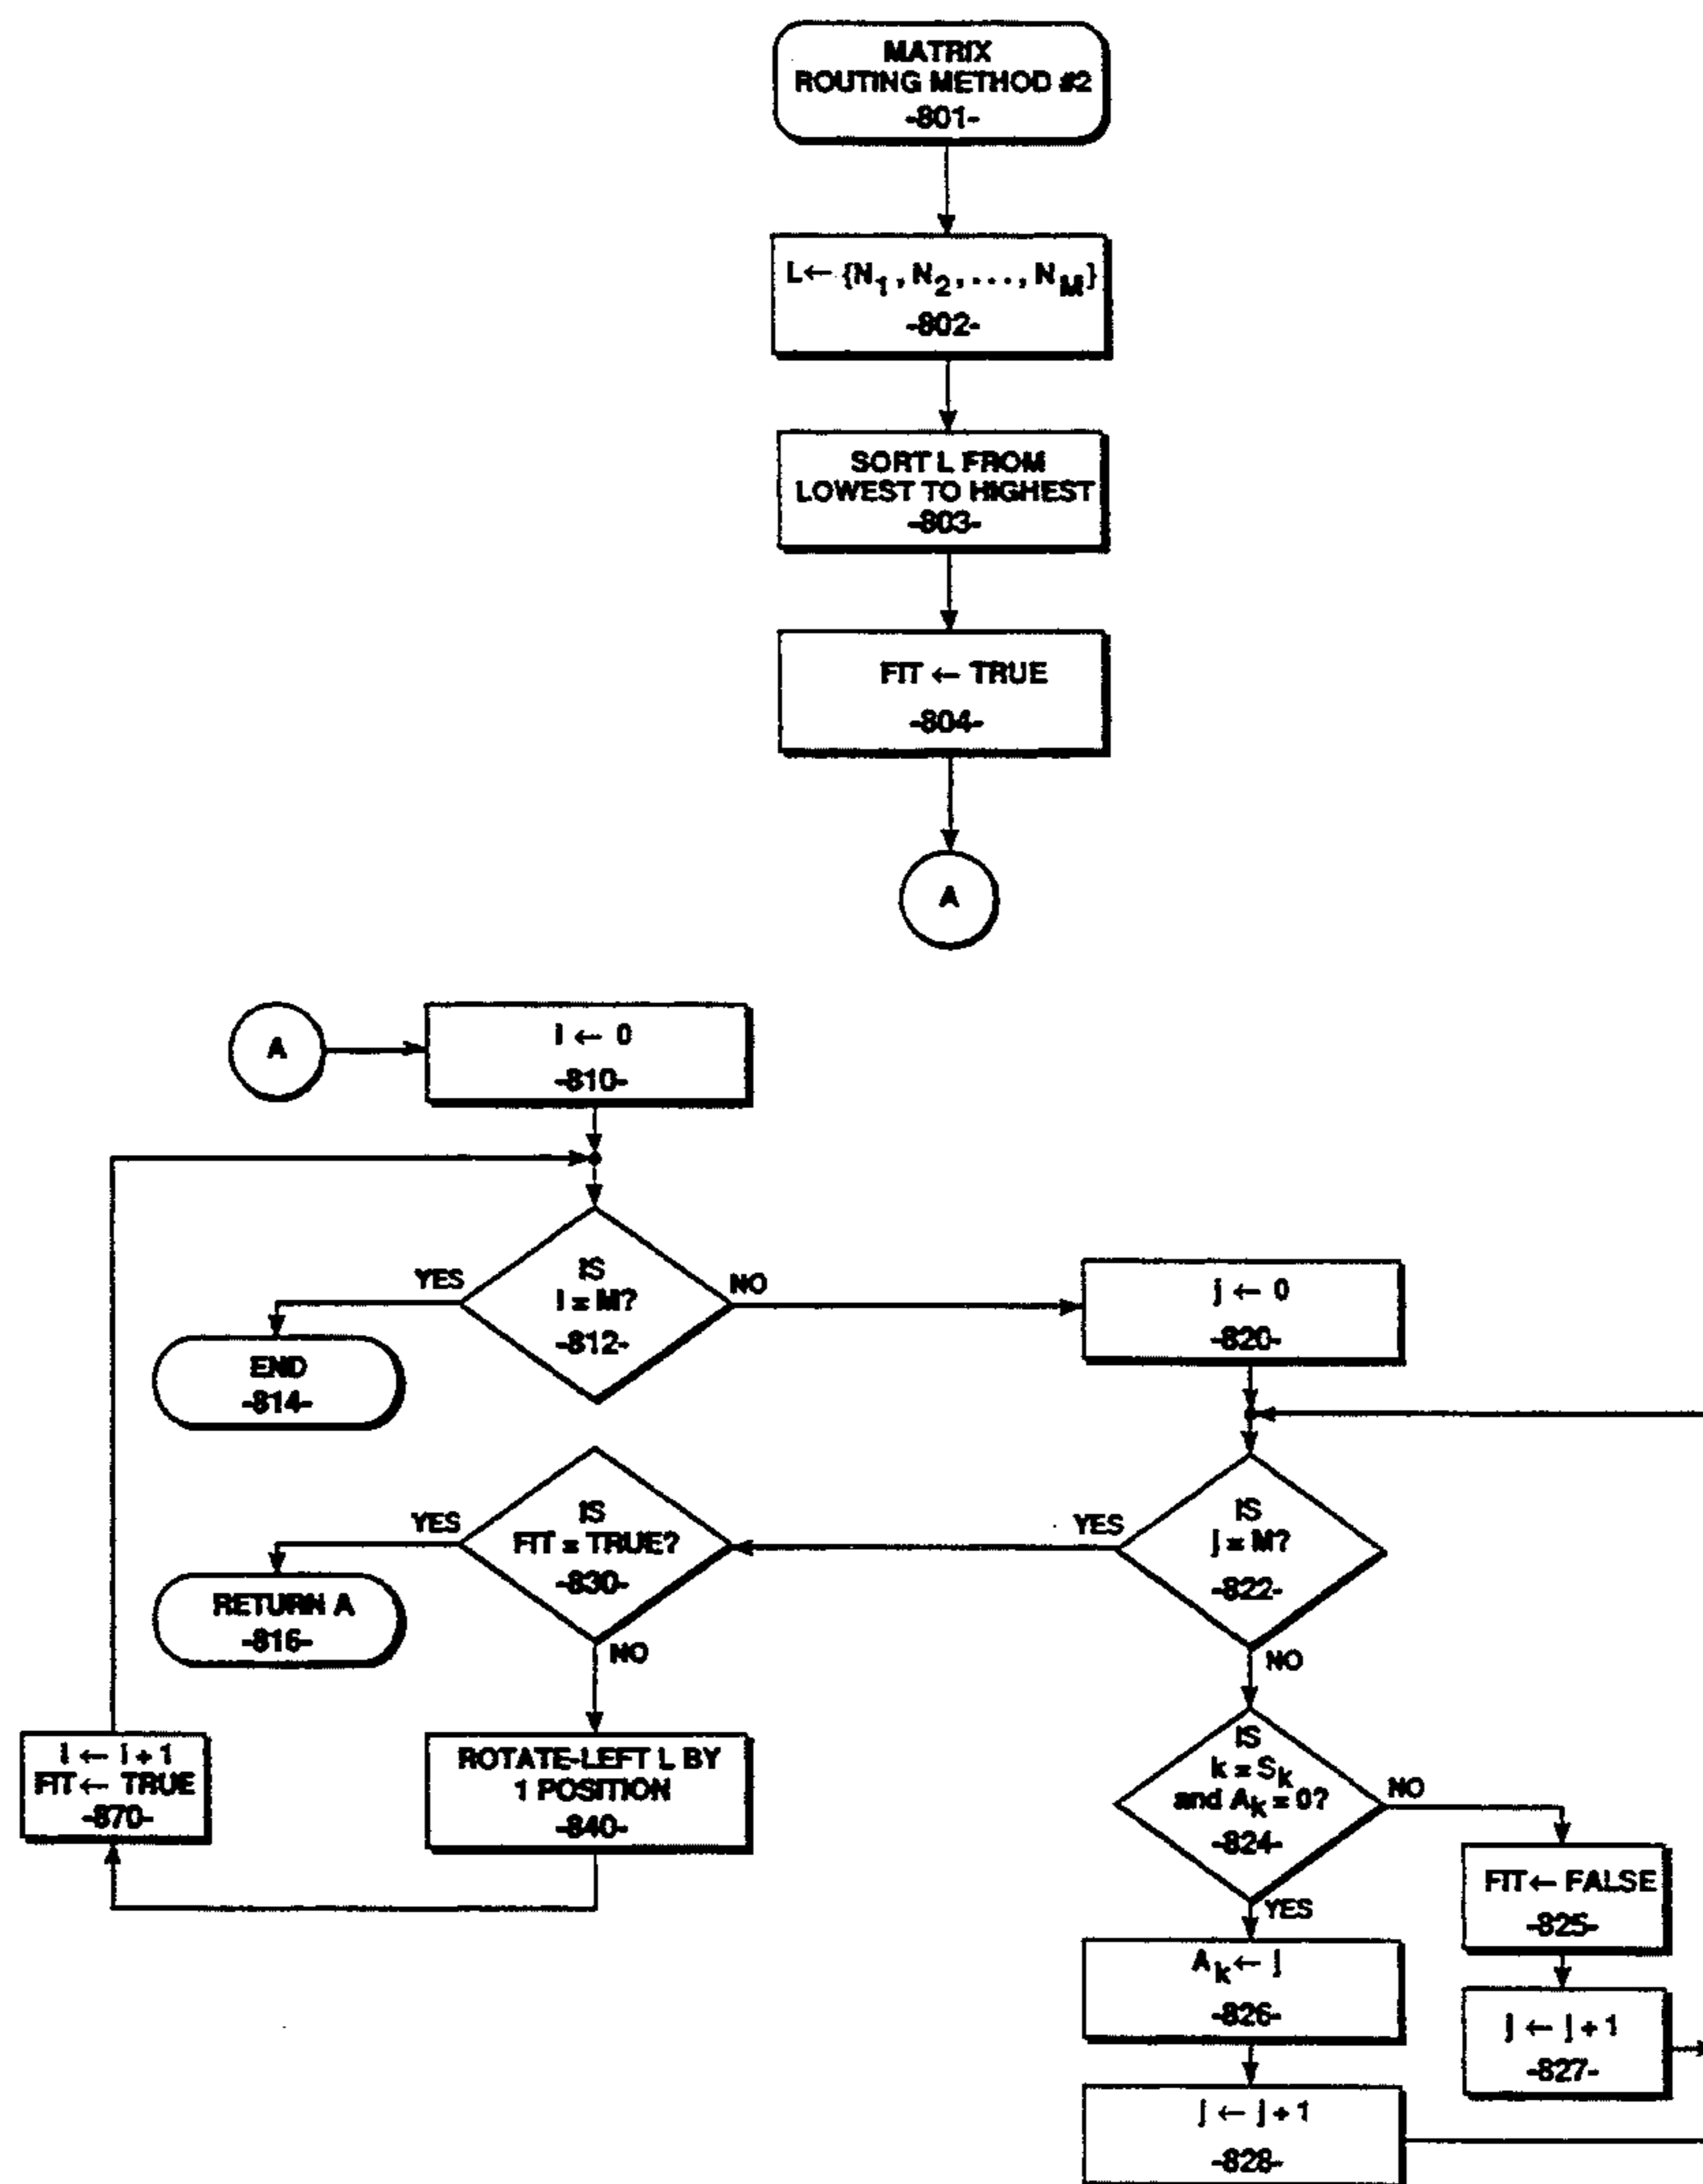 MATRIX
ROUTING METHOD #2
-801-
L← {N1, N2, ..., NM}
-802-
SORT L FROM
LOWEST TO HIGHEST
-803-
FIT ← TRUE
-804-
A
A
i ← 0
-810-
IS
i = M?
-812-
YES
NO
END
-814-
j ← 0
-820-
IS
j = M?
-822-
YES
NO
IS
FIT = TRUE?
-830-
YES
NO
RETURN A
-816-
ROTATE-LEFT L BY
1 POSITION
-840-
i ← i + 1
FIT ← TRUE
-870-
IS
k = Sk
and Ak = 0?
-824-
NO
YES
FIT ← FALSE
-825-
j ← j + 1
-827-
Ak ← j
-826-
j ← j + 1
-828-